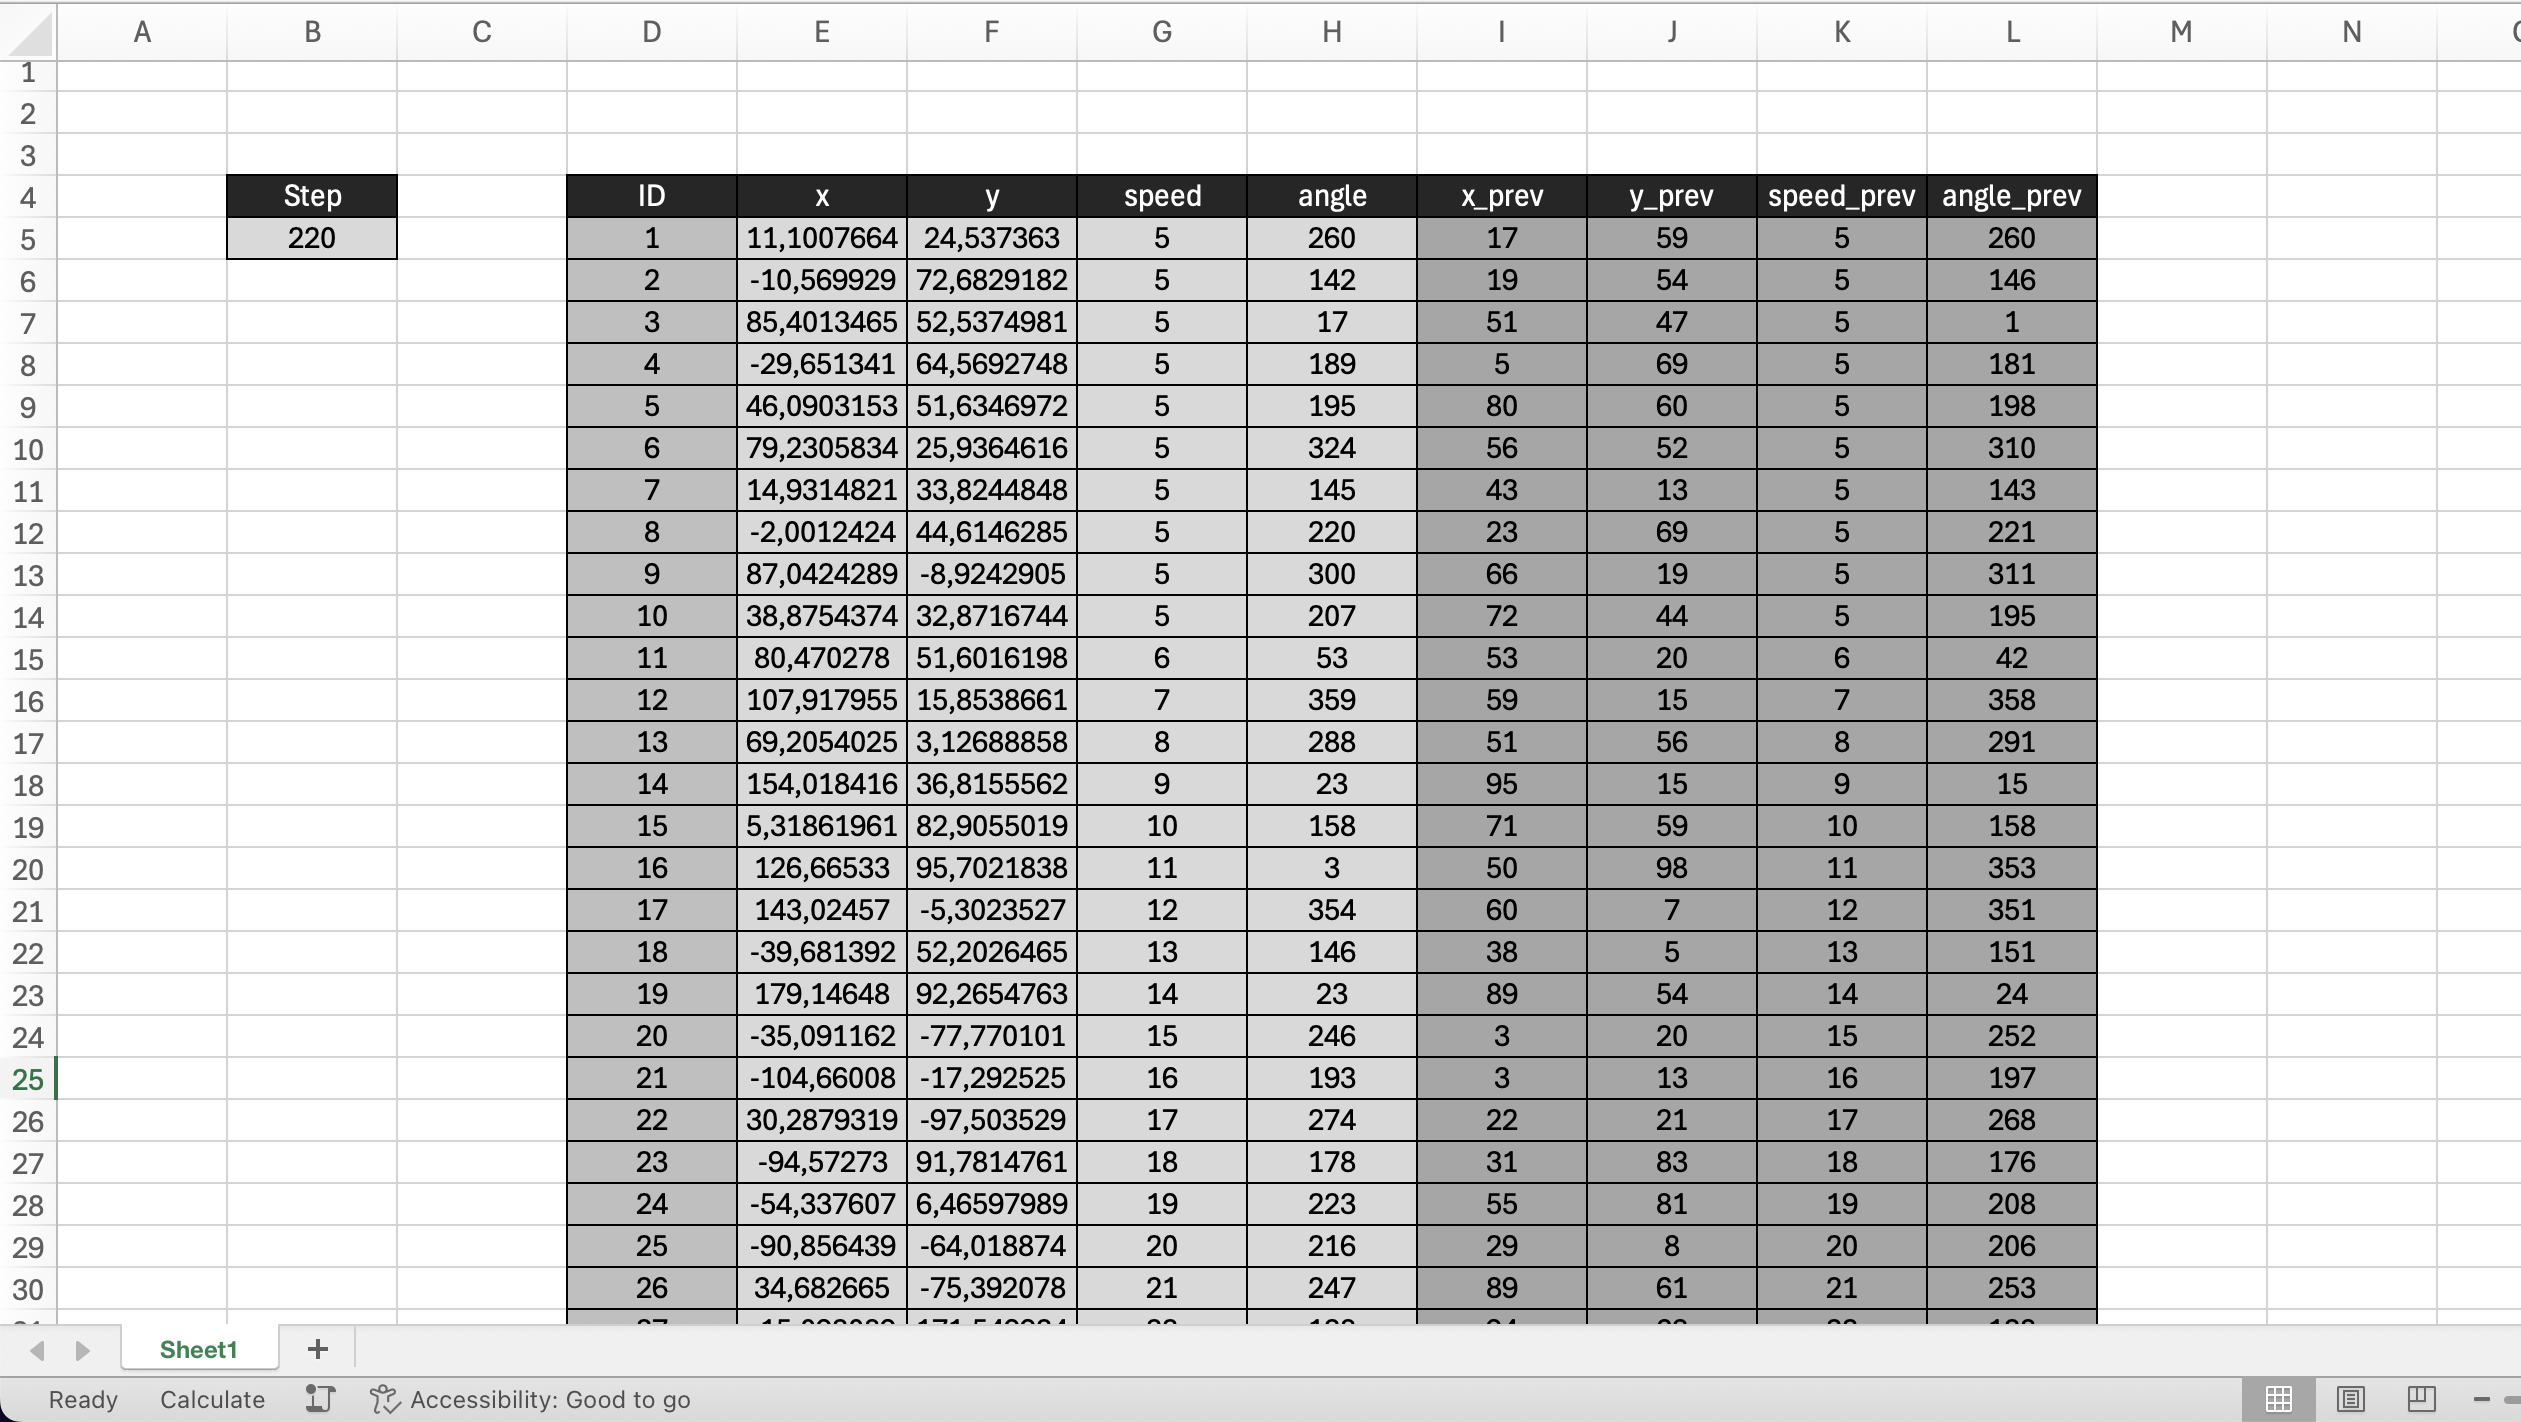 A B C D E F G H I J K L M N
1
2
3
4 Step ID x y speed angle x_prev y_prev speed_prev angle_prev
5 220 1 11,1007664 24,537363 5 260 17 59 5 260
6 2 -10,569929 72,6829182 5 142 19 54 5 146
7 3 85,4013465 52,5374981 5 17 51 47 5 1
8 4 -29,651341 64,5692748 5 189 5 69 5 181
9 5 46,0903153 51,6346972 5 195 80 60 5 198
10 6 79,2305834 25,9364616 5 324 56 52 5 310
11 7 14,9314821 33,8244848 5 145 43 13 5 143
12 8 -2,0012424 44,6146285 5 220 23 69 5 221
13 9 87,0424289 -8,9242905 5 300 66 19 5 311
14 10 38,8754374 32,8716744 5 207 72 44 5 195
15 11 80,470278 51,6016198 6 53 53 20 6 42
16 12 107,917955 15,8538661 7 359 59 15 7 358
17 13 69,2054025 3,12688858 8 288 51 56 8 291
18 14 154,018416 36,8155562 9 23 95 15 9 15
19 15 5,31861961 82,9055019 10 158 71 59 10 158
20 16 126,66533 95,7021838 11 3 50 98 11 353
21 17 143,02457 -5,3023527 12 354 60 7 12 351
22 18 -39,681392 52,2026465 13 146 38 5 13 151
23 19 179,14648 92,2654763 14 23 89 54 14 24
24 20 -35,091162 -77,770101 15 246 3 20 15 252
25 21 -104,66008 -17,292525 16 193 3 13 16 197
26 22 30,2879319 -97,503529 17 274 22 21 17 268
27 23 -94,57273 91,7814761 18 178 31 83 18 176
28 24 -54,337607 6,46597989 19 223 55 81 19 208
29 25 -90,856439 -64,018874 20 216 29 8 20 206
30 26 34,682665 -75,392078 21 247 89 61 21 253
Sheet1 +
Ready Calculate Accessibility: Good to go